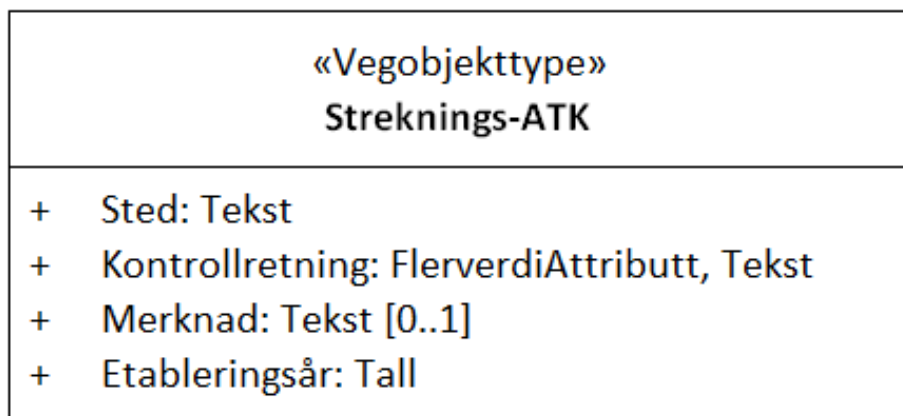 «Vegobjekttype»
Streknings-ATK
+ Sted: Tekst
+ Kontrollretning: FlerverdiAttributt, Tekst
+ Merknad: Tekst [0..1]
+ Etableringsår: Tall